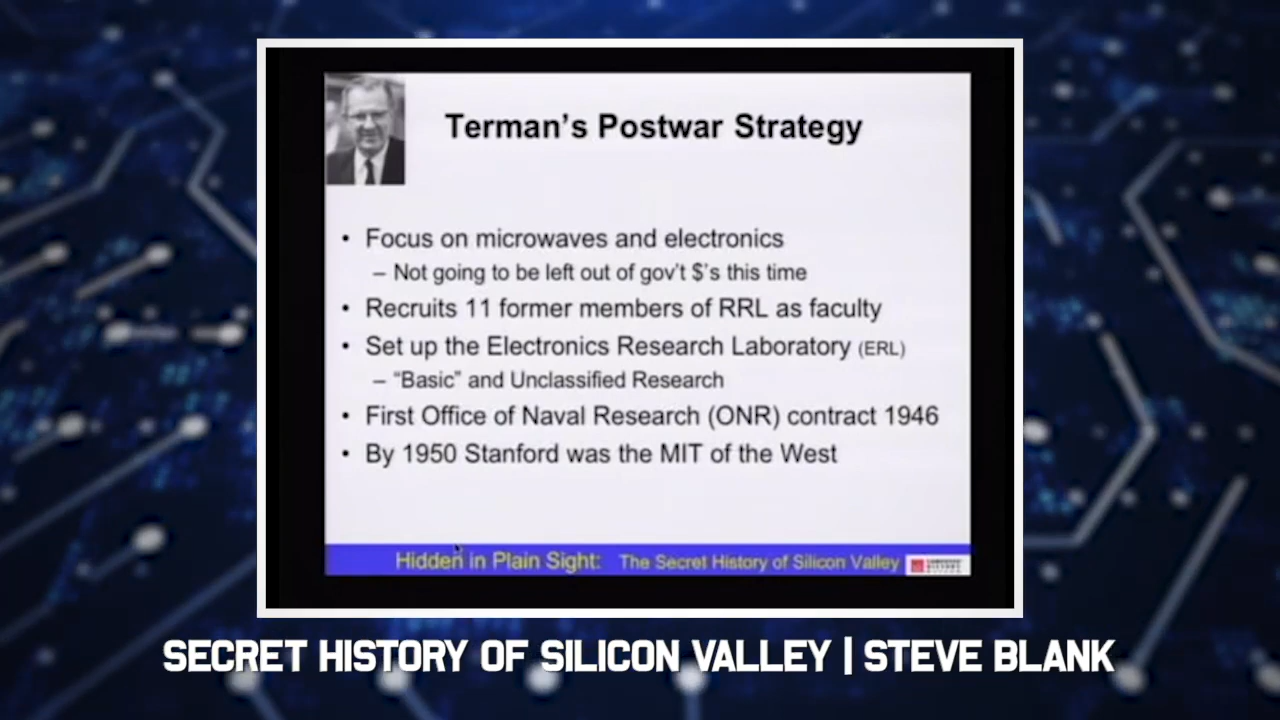 Terman's Postwar Strategy
• Focus on microwaves and electronics
– Not going to be left out of gov't $'s this time
• Recruits 11 former members of RRL as faculty
• Set up the Electronics Research Laboratory (ERL)
– "Basic" and Unclassified Research
• First Office of Naval Research (ONR) contract 1946
• By 1950 Stanford was the MIT of the West
Hidden in Plain Sight: The Secret History of Silicon Valley
SECRET HISTORY OF SILICON VALLEY | STEVE BLANK